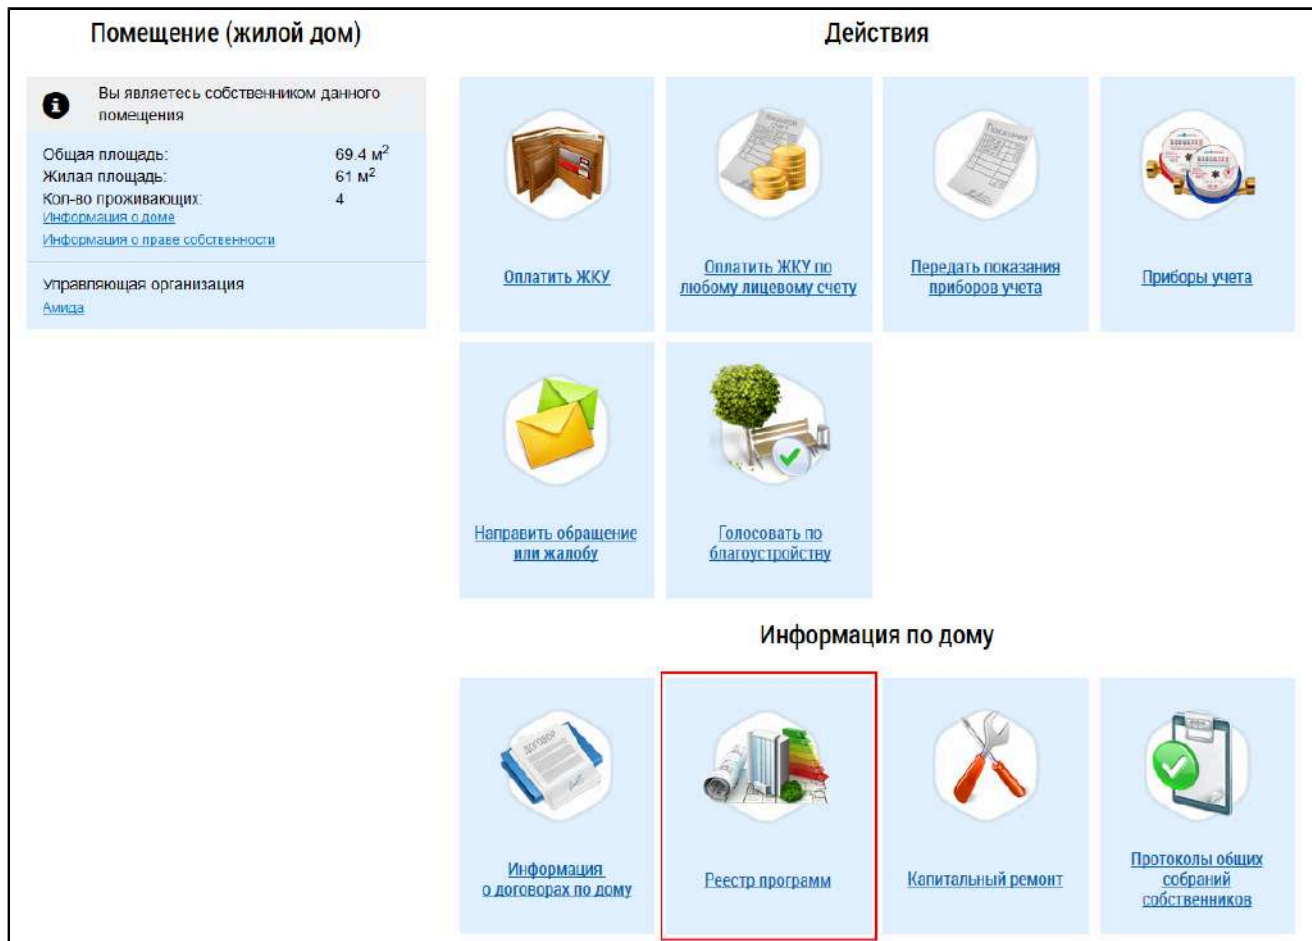 Помещение (жилой дом)
Действия
Вы являетесь собственником данного
помещения
Общая площадь: 69.4 м²
Жилая площадь: 61 м²
Кол-во проживающих: 4
Информация о доме
Информация о праве собственности
Управляющая организация
Амида
Оплатить ЖКУ
Оплатить ЖКУ по
любому лицевому счету
Передать показания
приборов учета
Приборы учета
Направить обращение
или жалобу
Голосовать по
благоустройству
Информация по дому
ДОГОВОР
Информация
о договорах по дому
Реестр программ
Капитальный ремонт
Протоколы общих
собраний
собственников